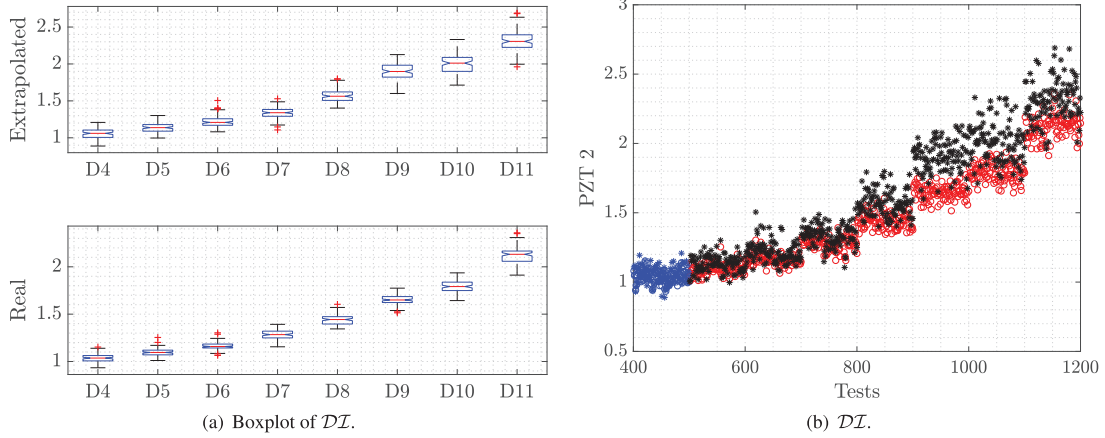 Extrapolated
2.5
2
1.5
1
D4 D5 D6 D7 D8 D9 D10 D11
Real
2
1.5
1
D4 D5 D6 D7 D8 D9 D10 D11
(a) Boxplot of 𝒟ℐ.
PZT 2
3
2.5
2
1.5
1
0.5
400 600 800 1000 1200
Tests
(b) 𝒟ℐ.